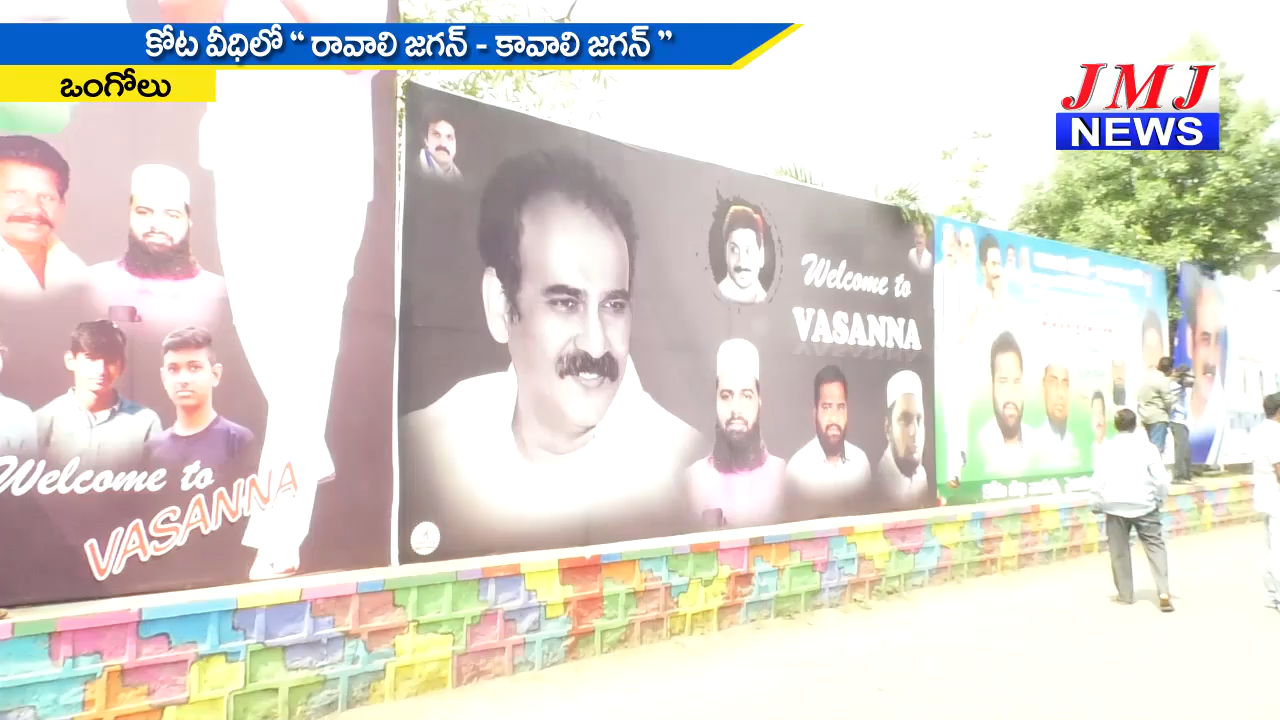 కోట వీధిలో “ రావాలి జగన్ - కావాలి జగన్ ”
ఒంగోలు
JMJ
NEWS
Welcome to
VASANNA
Welcome to
VASANNA